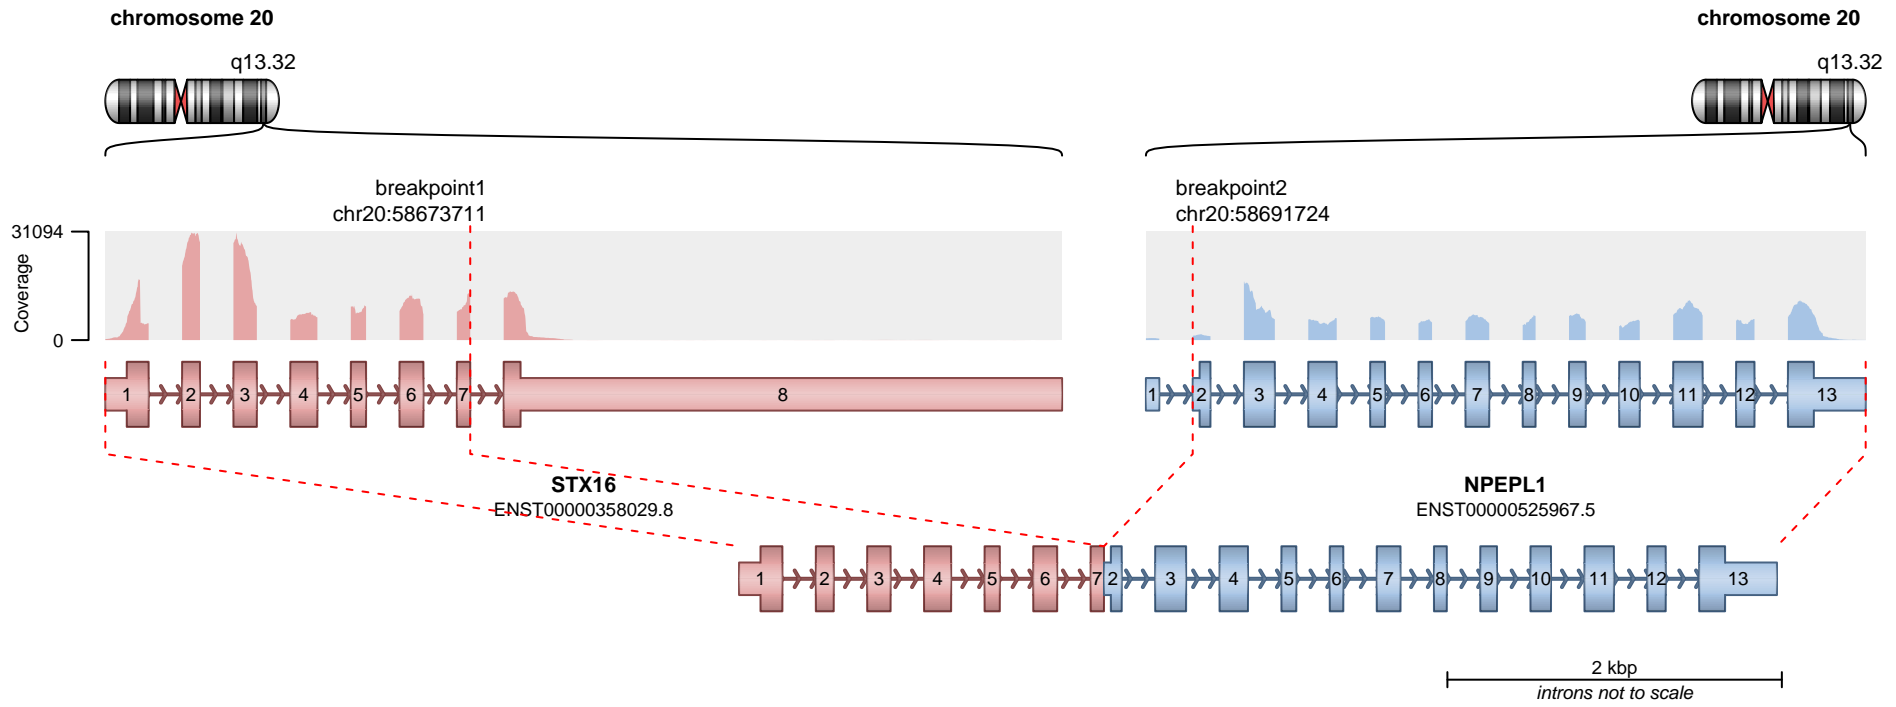 chromosome 20
chromosome 20
q13.32
q13.32
breakpoint1
chr20:58673711
breakpoint2
chr20:58691724
31094
Coverage
0
1 2 3 4 5 6 7 8
1 2 3 4 5 6 7 8 9 10 11 12 13
STX16
ENST00000358029.8
NPEPL1
ENST00000525967.5
1 2 3 4 5 6 7 2 3 4 5 6 7 8 9 10 11 12 13
2 kbp
introns not to scale